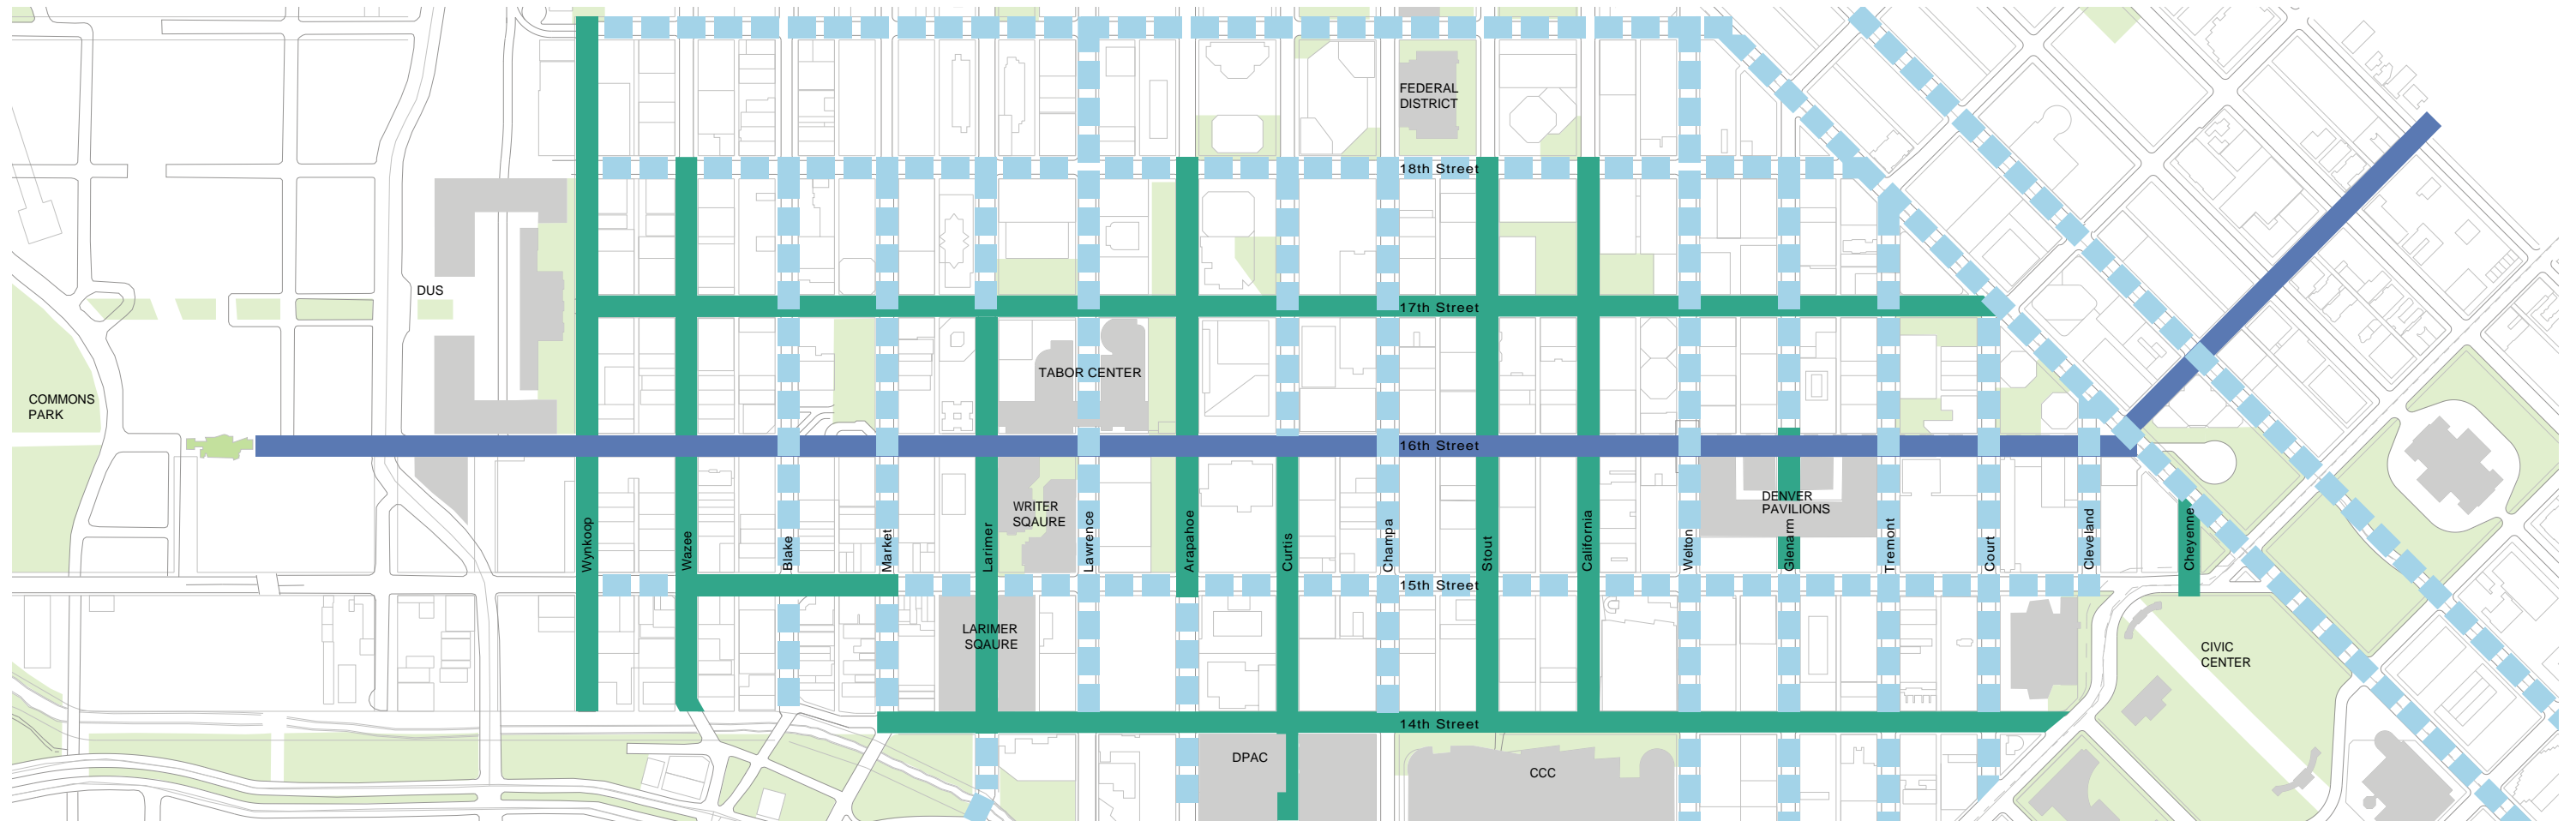 FEDERAL
DISTRICT
18th Street
DUS
17th Street
TABOR CENTER
COMMONS
PARK
16th Street
WRITER
SQAURE
DENVER
PAVILIONS
Wynkoop
Wazee
Blake
Market
Larimer
Lawrence
Arapahoe
Curtis
Champa
Stout
California
Welton
Glenarm
Tremont
Court
Cleveland
Cheyenne
15th Street
LARIMER
SQAURE
CIVIC
CENTER
14th Street
DPAC
CCC